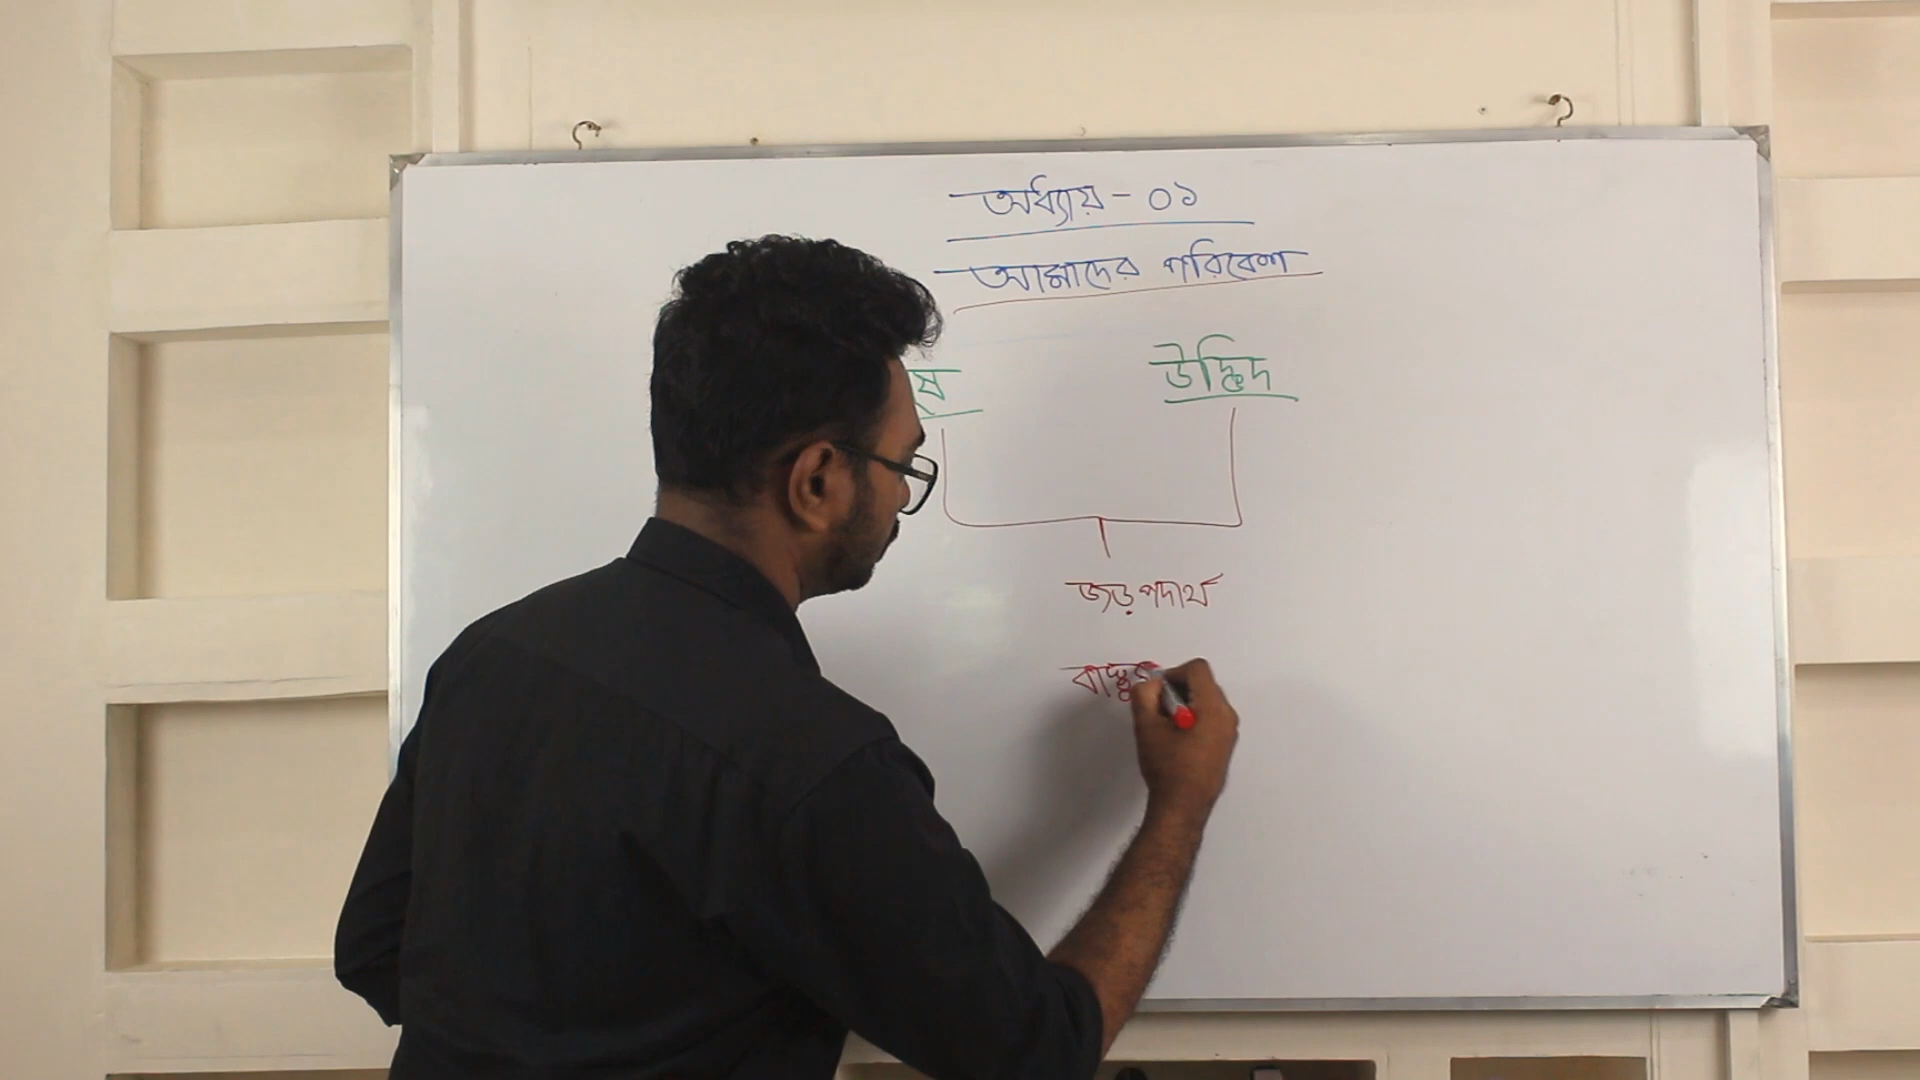 অধ্যায় - ০১
আমাদের পরিবেশ
উদ্ভিদ
জড়পদার্থ